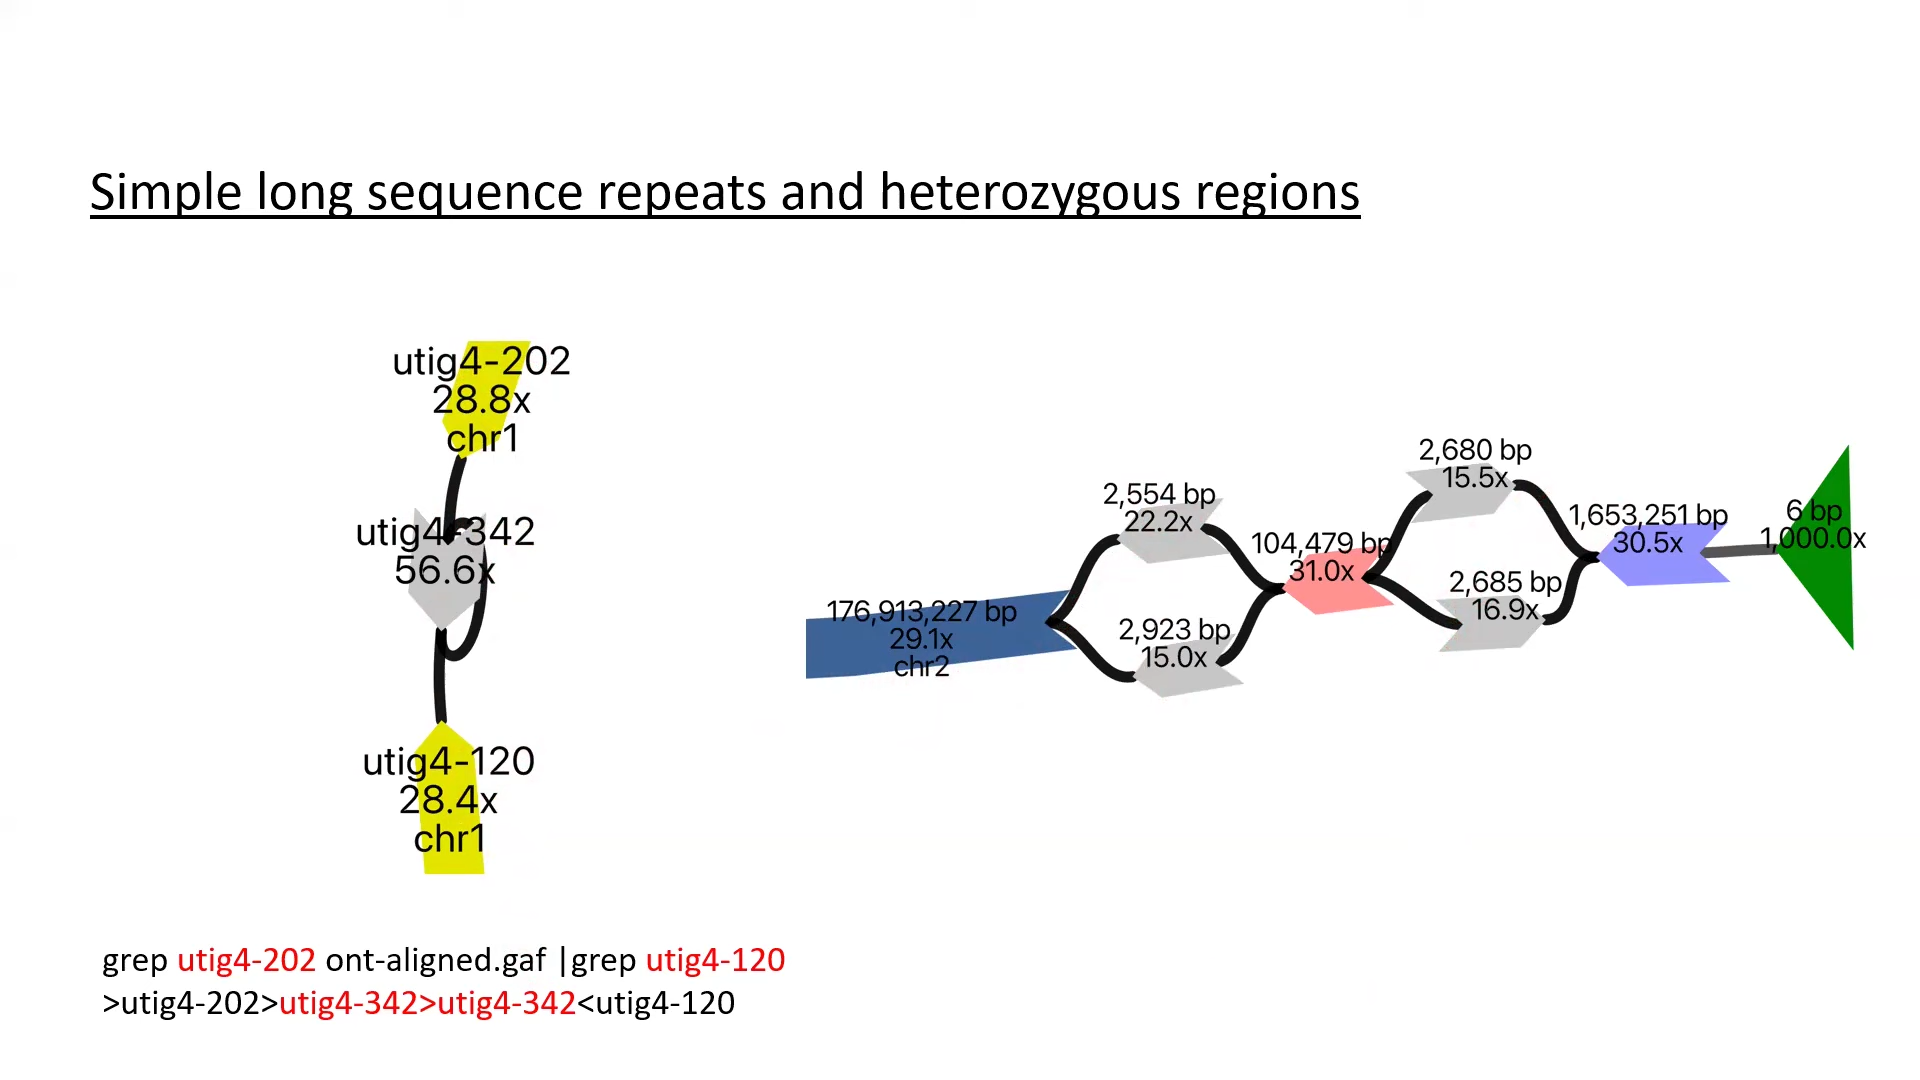 Simple long sequence repeats and heterozygous regions
utig4-202
28.8x
chr1
utig4-342
56.6x
utig4-120
28.4x
chr1
176,913,227 bp
29.1x
chr2
2,554 bp
22.2x
2,923 bp
15.0x
104,479 bp
31.0x
2,680 bp
15.5x
2,685 bp
16.9x
1,653,251 bp
30.5x
6 bp
1,000.0x
grep utig4-202 ont-aligned.gaf |grep utig4-120
>utig4-202>utig4-342>utig4-342<utig4-120